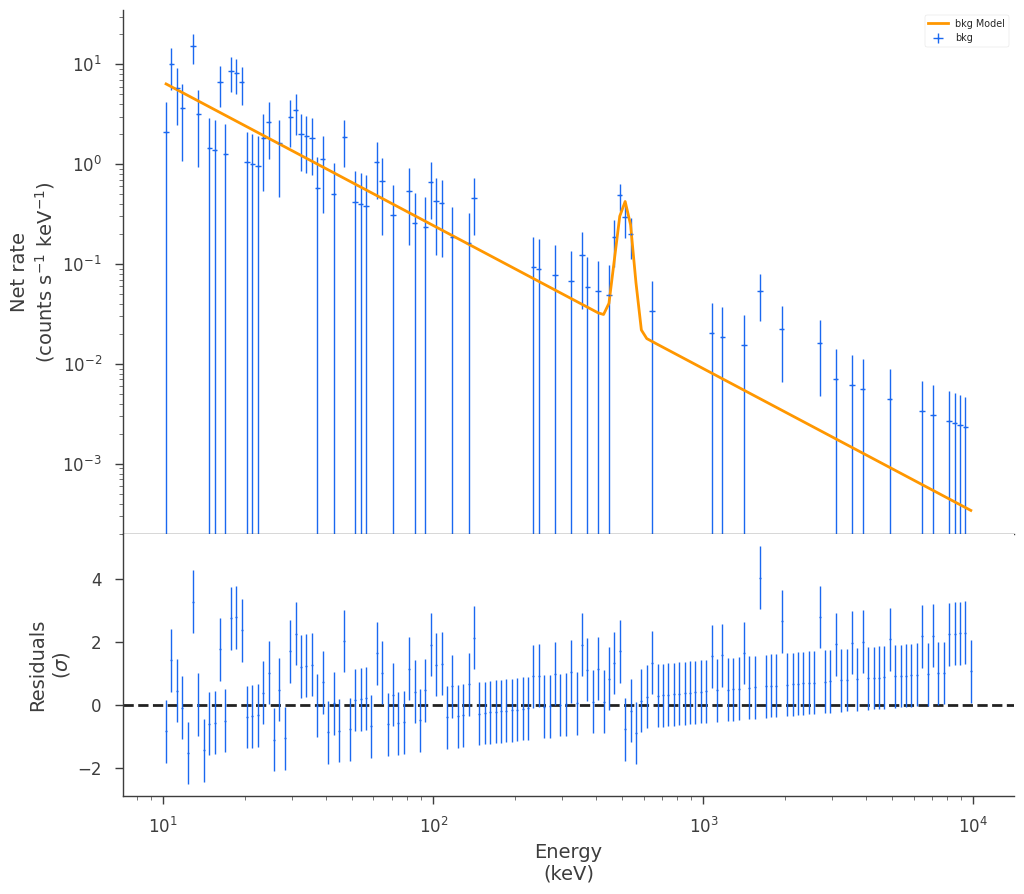 bkg Model
bkg
Net rate
(counts s⁻¹ keV⁻¹)
10¹
10⁰
10⁻¹
10⁻²
10⁻³
Residuals
(σ)
4
2
0
−2
10¹
10²
10³
10⁴
Energy
(keV)